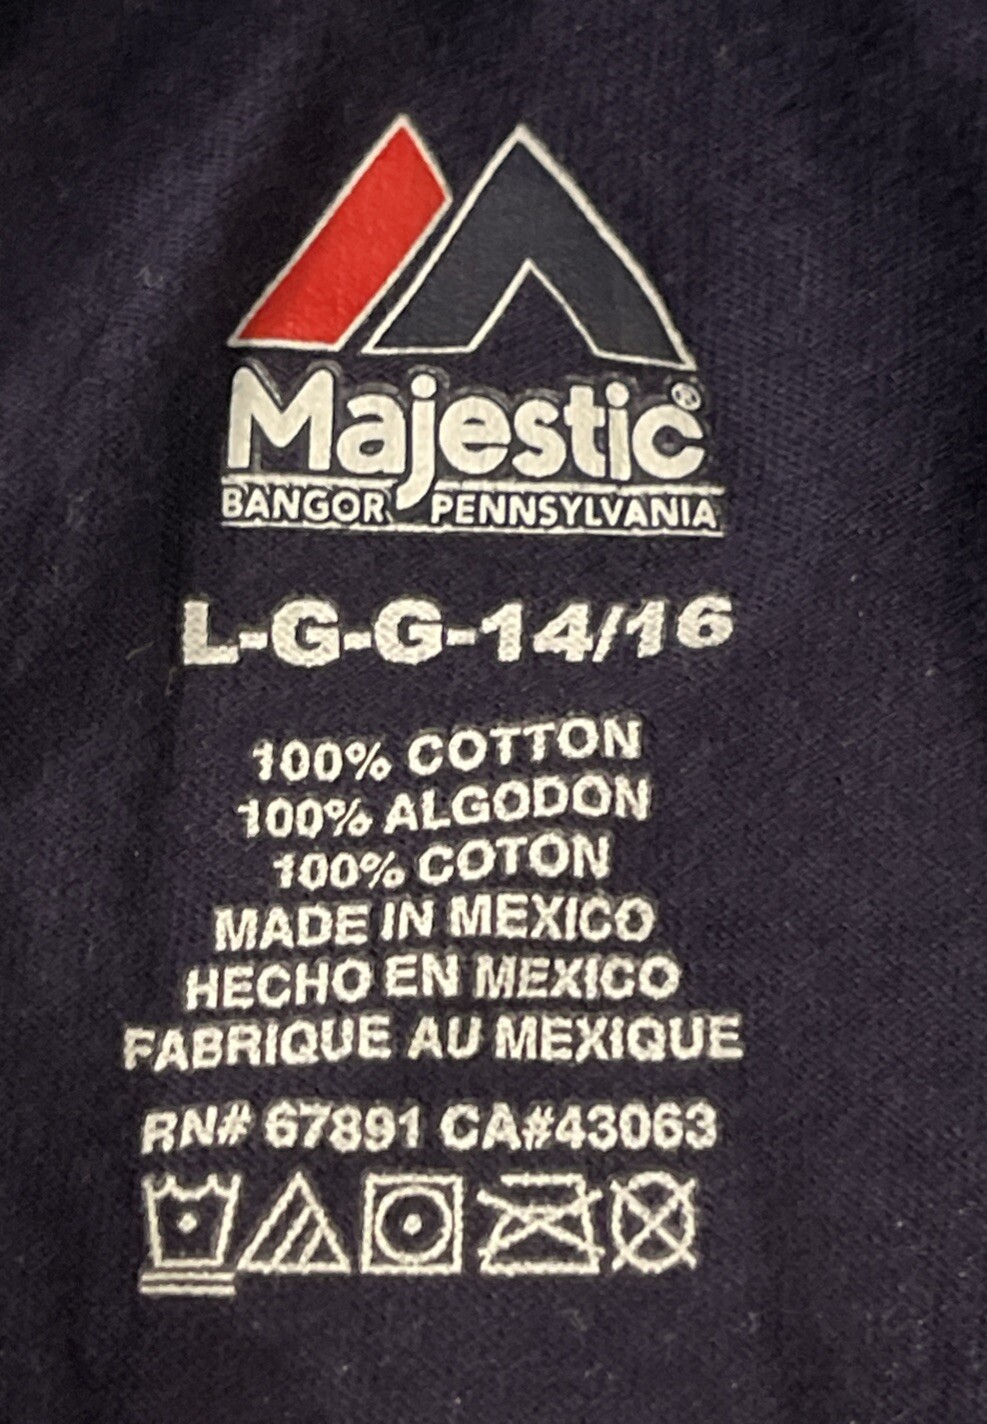 Majestic®
BANGOR, PENNSYLVANIA
L-G-G-14/16
100% COTTON
100% ALGODON
100% COTON
MADE IN MEXICO
HECHO EN MEXICO
FABRIQUE AU MEXIQUE
RN# 67891 CA#43063